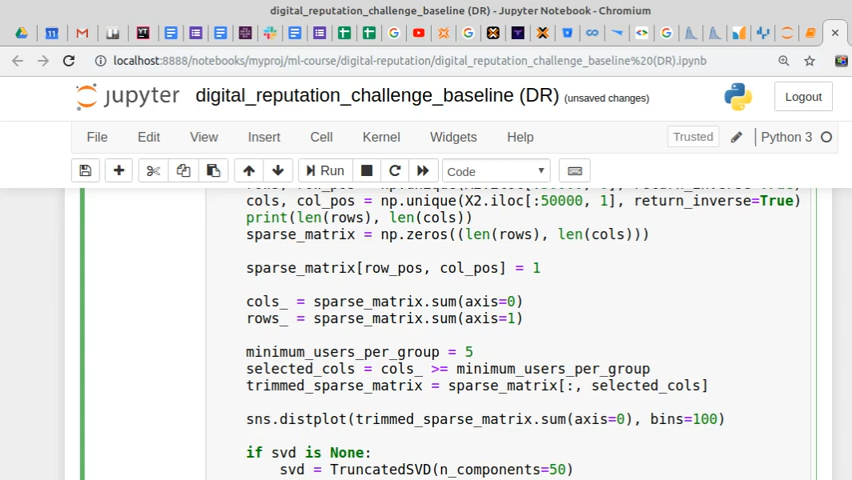 digital_reputation_challenge_baseline (DR) - Jupyter Notebook - Chromium
localhost:8888/notebooks/myproj/ml-course/digital-reputation/digital_reputation_challenge_baseline%20(DR).ipynb
jupyter digital_reputation_challenge_baseline (DR) (unsaved changes) Logout
File Edit View Insert Cell Kernel Widgets Help Trusted Python 3
Run Code
cols, col_pos = np.unique(X2.iloc[:50000, 1], return_inverse=True)
print(len(rows), len(cols))
sparse_matrix = np.zeros((len(rows), len(cols)))
sparse_matrix[row_pos, col_pos] = 1
cols_ = sparse_matrix.sum(axis=0)
rows_ = sparse_matrix.sum(axis=1)
minimum_users_per_group = 5
selected_cols = cols_ >= minimum_users_per_group
trimmed_sparse_matrix = sparse_matrix[:, selected_cols]
sns.distplot(trimmed_sparse_matrix.sum(axis=0), bins=100)
if svd is None:
svd = TruncatedSVD(n_components=50)